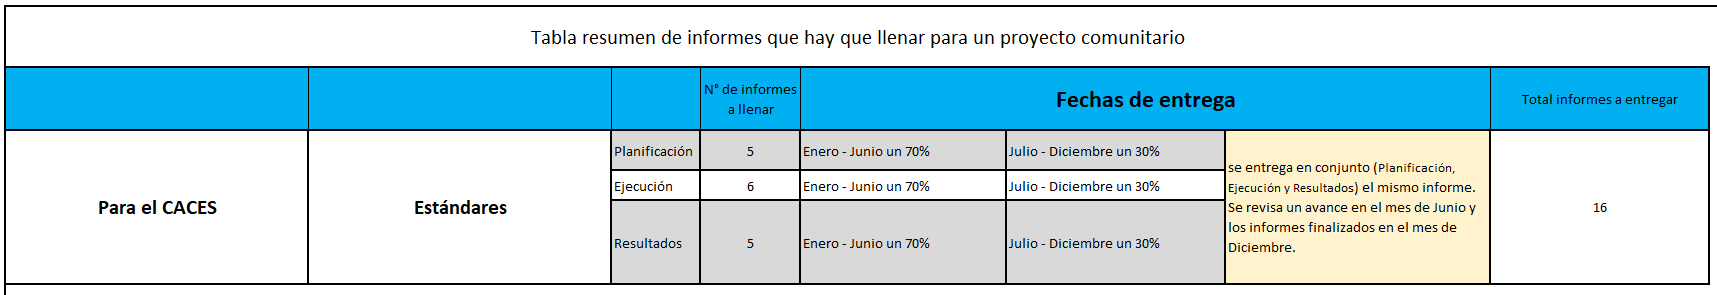 Tabla resumen de informes que hay que llenar para un proyecto comunitario
N° de informes
a llenar
Fechas de entrega
Total informes a entregar
Para el CACES
Estándares
Planificación
5
Enero - Junio un 70%
Julio - Diciembre un 30%
Ejecución
6
Enero - Junio un 70%
Julio - Diciembre un 30%
Resultados
5
Enero - Junio un 70%
Julio - Diciembre un 30%
se entrega en conjunto (Planificación,
Ejecución y Resultados) el mismo informe.
Se revisa un avance en el mes de Junio y
los informes finalizados en el mes de
Diciembre.
16